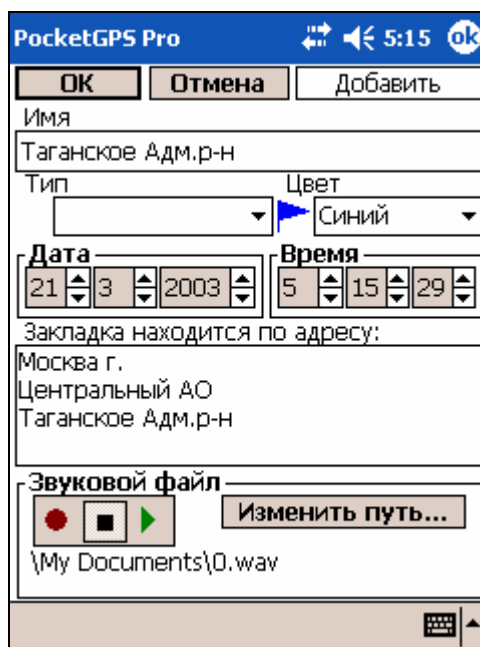 PocketGPS Pro 5:15 ok
ОК Отмена Добавить
Имя
Таганское Адм.р-н
Тип Цвет
Синий
Дата Время
21 3 2003 5 15 29
Закладка находится по адресу:
Москва г.
Центральный АО
Таганское Адм.р-н
Звуковой файл
Изменить путь...
\My Documents\0.wav